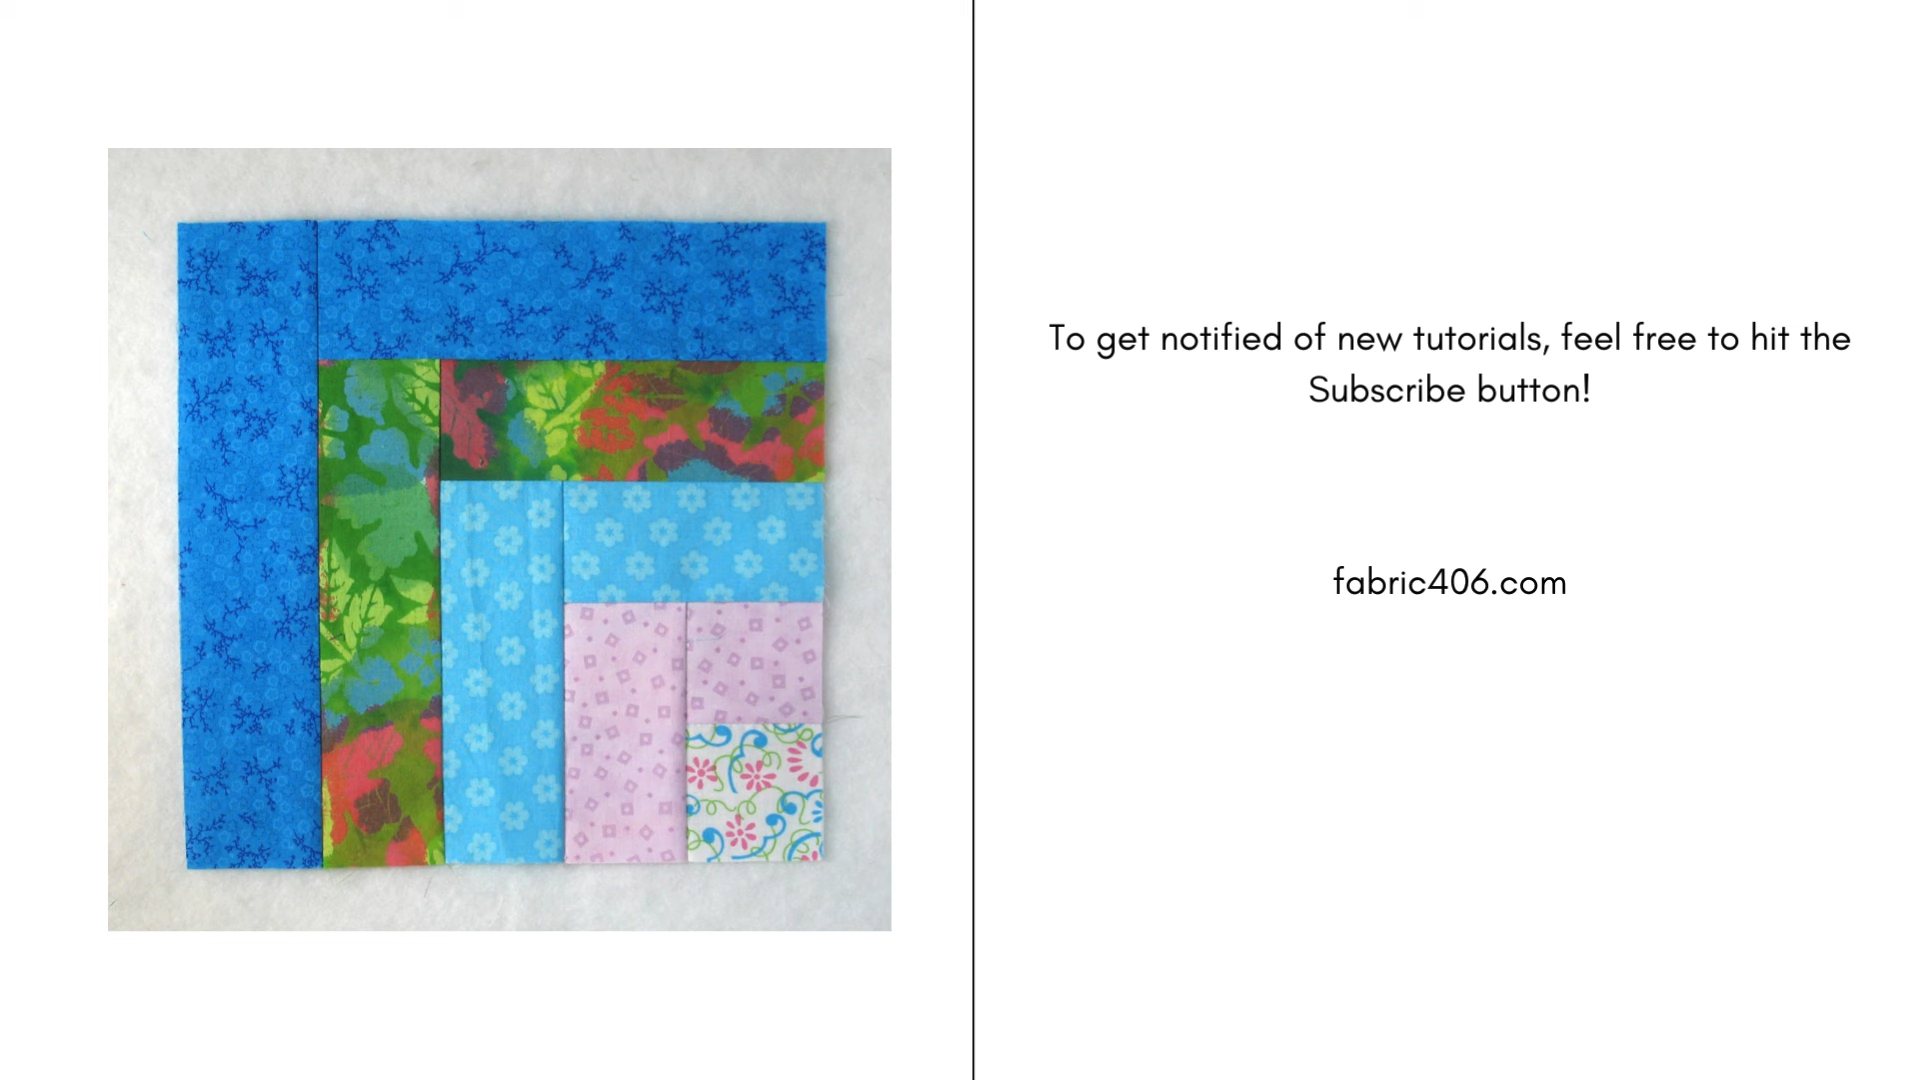 To get notified of new tutorials, feel free to hit the
Subscribe button!
fabric406.com